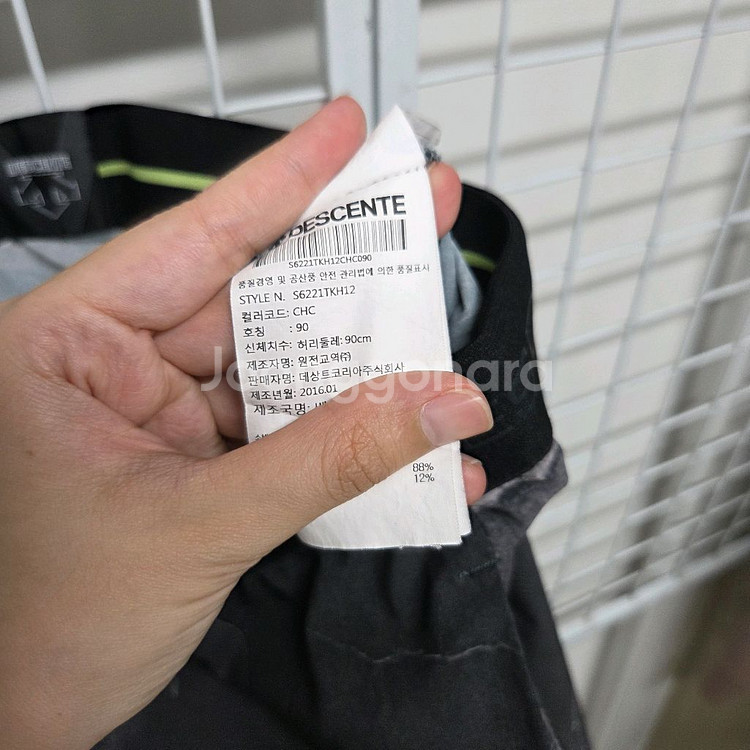 DESCENTE
DESCENTE
S6221TKH12CHC090
품질경영 및 공산품 안전 관리법에 의한 품질표시
STYLE N. S6221TKH12
컬러코드: CHC
호칭 : 90
신체치수: 허리둘레: 90cm
제조자명: 원전교역㈜
판매자명: 데상트코리아주식회사
제조년월: 2016.01
제조국명:
88%
12%